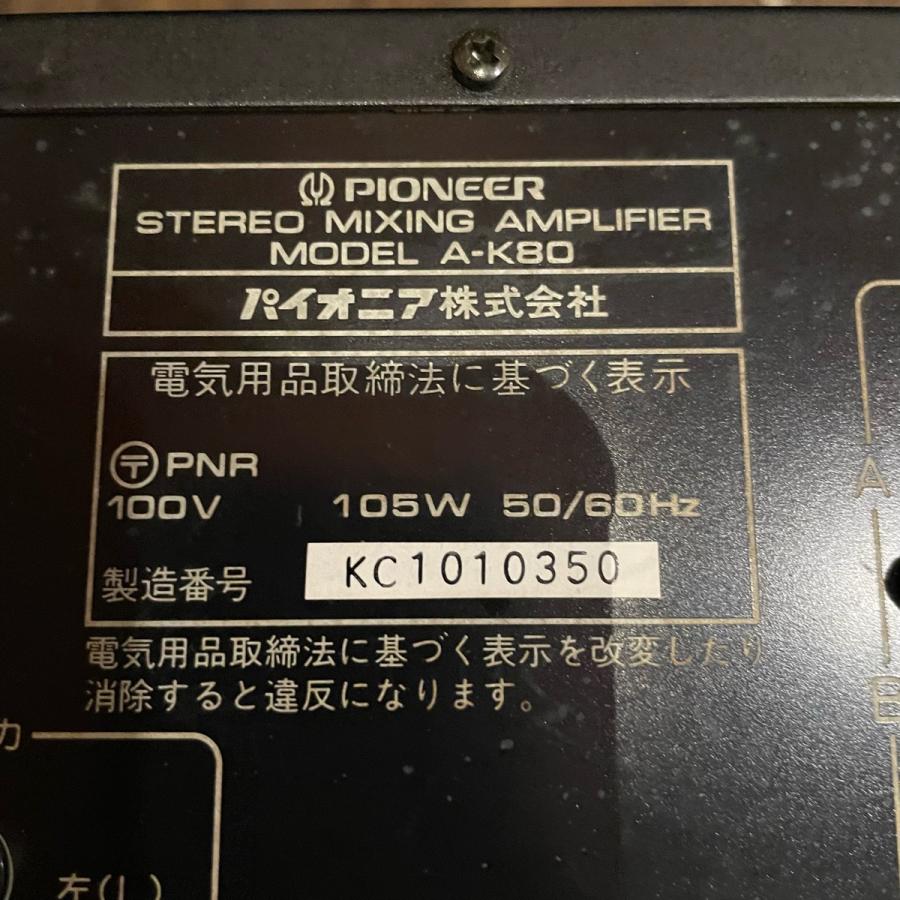 PIONEER
STEREO MIXING AMPLIFIER
MODEL A-K80
パイオニア株式会社
電気用品取締法に基づく表示
〒 PNR
100V 105W 50/60Hz
製造番号 KC1010350
電気用品取締法に基づく表示を改変したり
消除すると違反になります。
A
B
力
左(L)